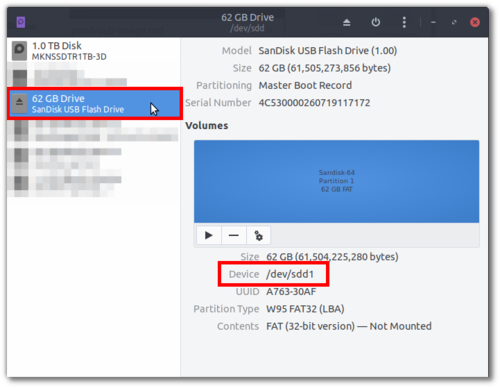 62 GB Drive
/dev/sdd
1.0 TB Disk
MKNSSDTR1TB-3D
62 GB Drive
SanDisk USB Flash Drive
Model SanDisk USB Flash Drive (1.00)
Size 62 GB (61,505,273,856 bytes)
Partitioning Master Boot Record
Serial Number 4C530000260719117172
Volumes
Sandisk-64
Partition 1
62 GB FAT
Size 62 GB (61,504,225,280 bytes)
Device /dev/sdd1
UUID A763-30AF
Partition Type W95 FAT32 (LBA)
Contents FAT (32-bit version) — Not Mounted